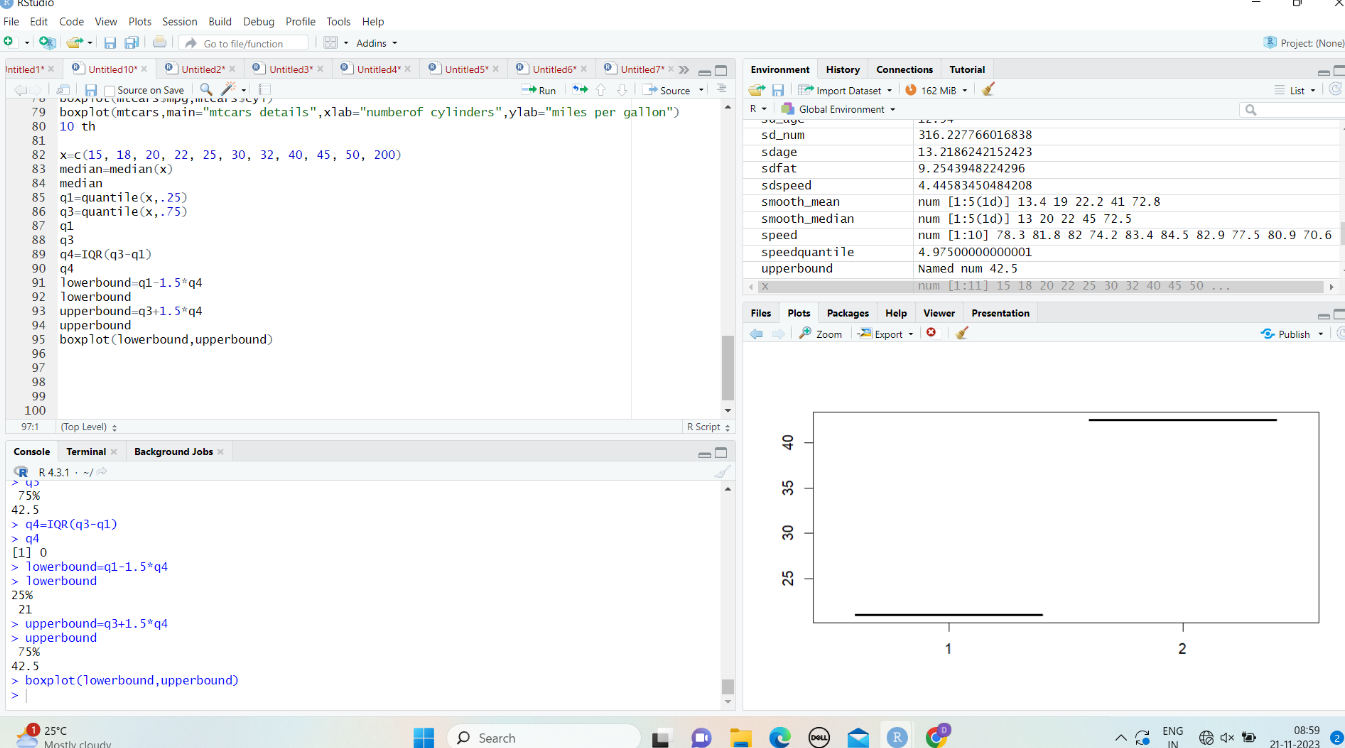 RStudio
File Edit Code View Plots Session Build Debug Profile Tools Help
Go to file/function Addins
Project: (None)
Untitled1* Untitled10* Untitled2* Untitled3* Untitled4* Untitled5* Untitled6* Untitled7*
Source on Save Run Source
79 boxplot(mtcars,main="mtcars details",xlab="numberof cylinders",ylab="miles per gallon")
80 10 th
81
82 x=c(15, 18, 20, 22, 25, 30, 32, 40, 45, 50, 200)
83 median=median(x)
84 median
85 q1=quantile(x,.25)
86 q3=quantile(x,.75)
87 q1
88 q3
89 q4=IQR(q3-q1)
90 q4
91 lowerbound=q1-1.5*q4
92 lowerbound
93 upperbound=q3+1.5*q4
94 upperbound
95 boxplot(lowerbound,upperbound)
96
97
98
99
100
97:1 (Top Level) R Script
Console Terminal Background Jobs
R R 4.3.1 · ~/
> q3
75%
42.5
> q4=IQR(q3-q1)
> q4
[1] 0
> lowerbound=q1-1.5*q4
> lowerbound
25%
21
> upperbound=q3+1.5*q4
> upperbound
75%
42.5
> boxplot(lowerbound,upperbound)
>
Environment History Connections Tutorial
Import Dataset 162 MiB List
R Global Environment
sd_age 12.54
sd_num 316.227766016838
sdage 13.2186242152423
sdfat 9.2543948224296
sdspeed 4.44583450484208
smooth_mean num [1:5(1d)] 13.4 19 22.2 41 72.8
smooth_median num [1:5(1d)] 13 20 22 45 72.5
speed num [1:10] 78.3 81.8 82 74.2 83.4 84.5 82.9 77.5 80.9 70.6
speedquantile 4.97500000000001
upperbound Named num 42.5
x num [1:11] 15 18 20 22 25 30 32 40 45 50 ...
Files Plots Packages Help Viewer Presentation
Zoom Export Publish
40
35
30
25
1 2
1 25°C
Mostly cloudy
Search
DELL
R
D
ENG
IN
08:59
21-11-2023
2